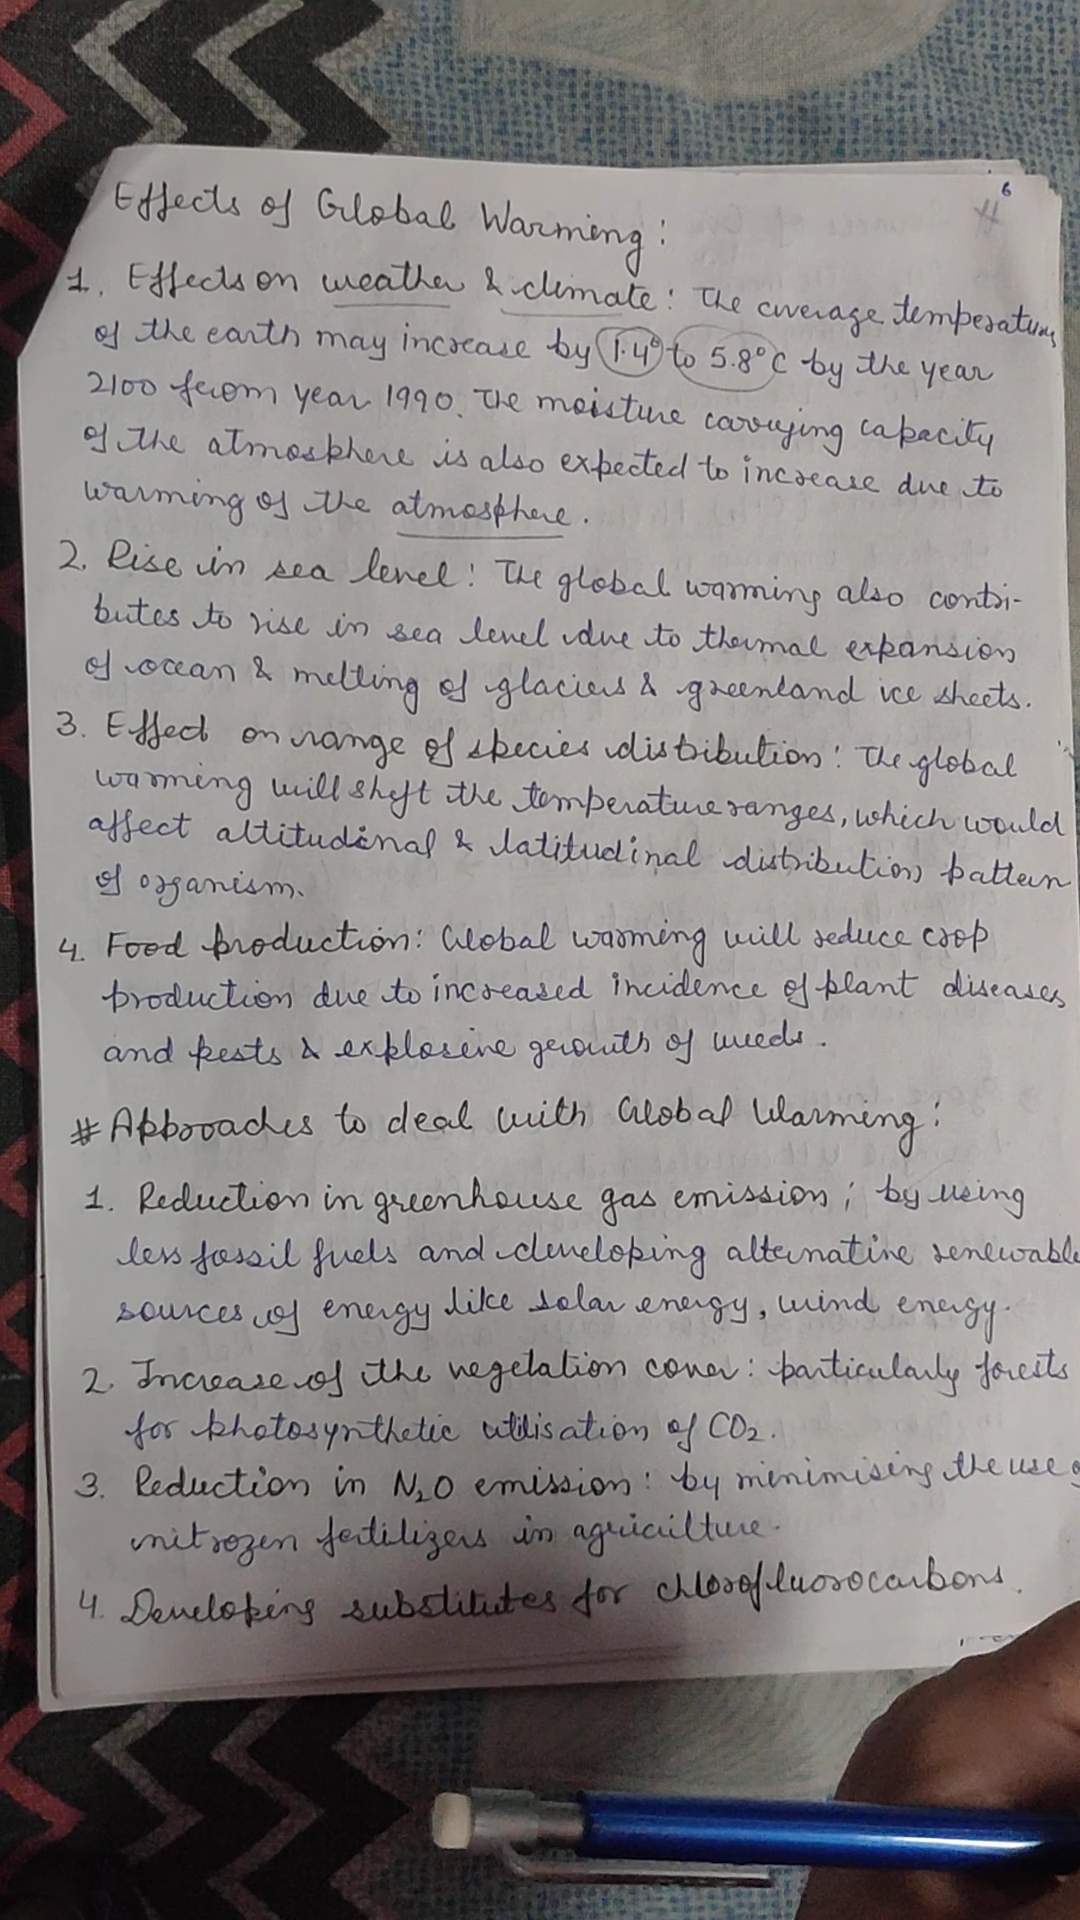 6
#
Effects of Global Warming:
1. Effects on weather & climate: The average temperature
of the earth may increase by 1.4° to 5.8°C by the year
2100 from year 1990. The moisture carrying capacity
of the atmosphere is also expected to increase due to
warming of the atmosphere.
2. Rise in sea level: The global warming also contri-
butes to rise in sea level due to thermal expansion
of ocean & melting of glaciers & greenland ice sheets.
3. Effect on range of species distribution: The global
warming will shift the temperature ranges, which would
affect altitudinal & latitudinal distribution pattern
of organism.
4. Food production: Global warming will reduce crop
production due to increased incidence of plant diseases
and pests & explosive growth of weeds.
# Approaches to deal with Global Warming:
1. Reduction in greenhouse gas emission; by using
less fossil fuels and developing alternative renewable
sources of energy like solar energy, wind energy.
2. Increase of the vegetation cover: particularly forests
for photosynthetic utilisation of CO₂.
3. Reduction in N₂O emission: by minimising the use
nitrozen fertilizers in agriculture.
4. Developing substitutes for chlorofluorocarbons.